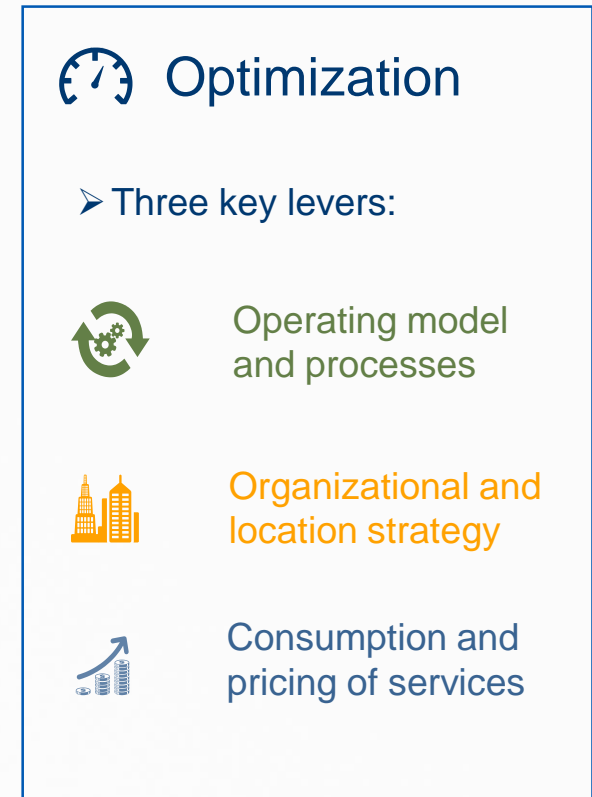 Optimization
➢ Three key levers:
Operating model
and processes
Organizational and
location strategy
Consumption and
pricing of services